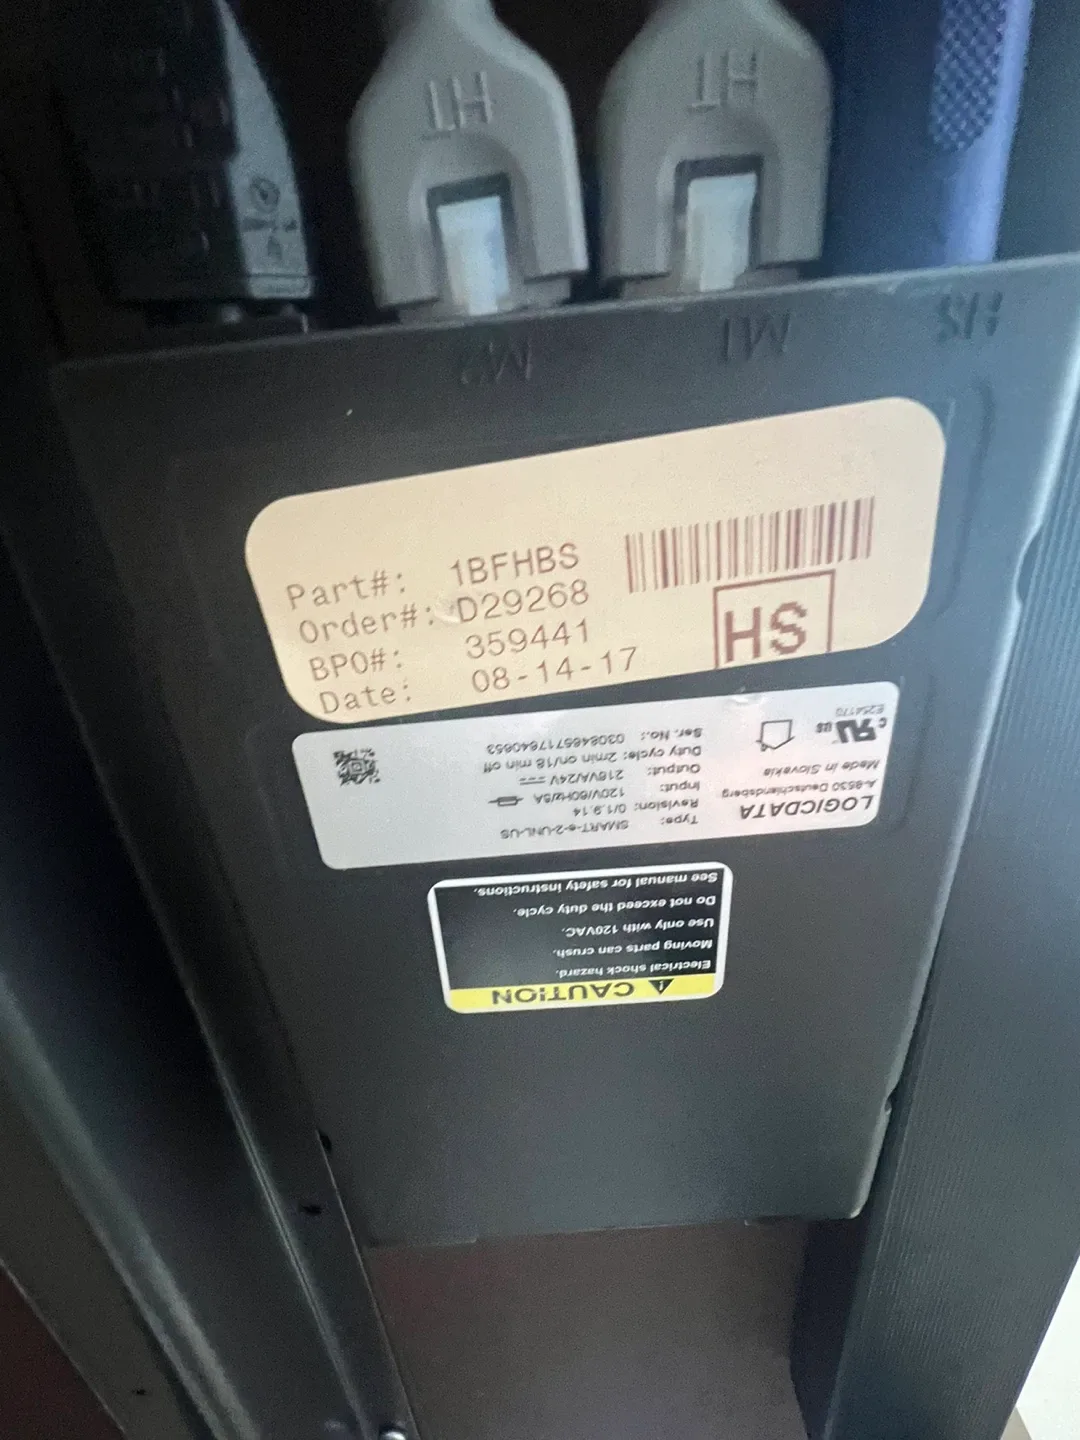 HT
HT
M2
M1
HS
Part#: 1BFHBS
Order#: D29268
BPO#: 359441
Date: 08-14-17
HS
LOGICDATA
A-8530 Deutschlandsberg
Made in Slovakia
c UL US
E254170
Type: SMART-e-2-UNL-US
Revision: 0/1.9.14
Input: 120V/60Hz/5A
Output: 216VA/24V
Duty cycle: 2min on/18 min off
Ser. No.:
CAUTION
Electrical shock hazard.
Moving parts can crush.
Use only with 120VAC.
Do not exceed the duty cycle.
See manual for safety instructions.